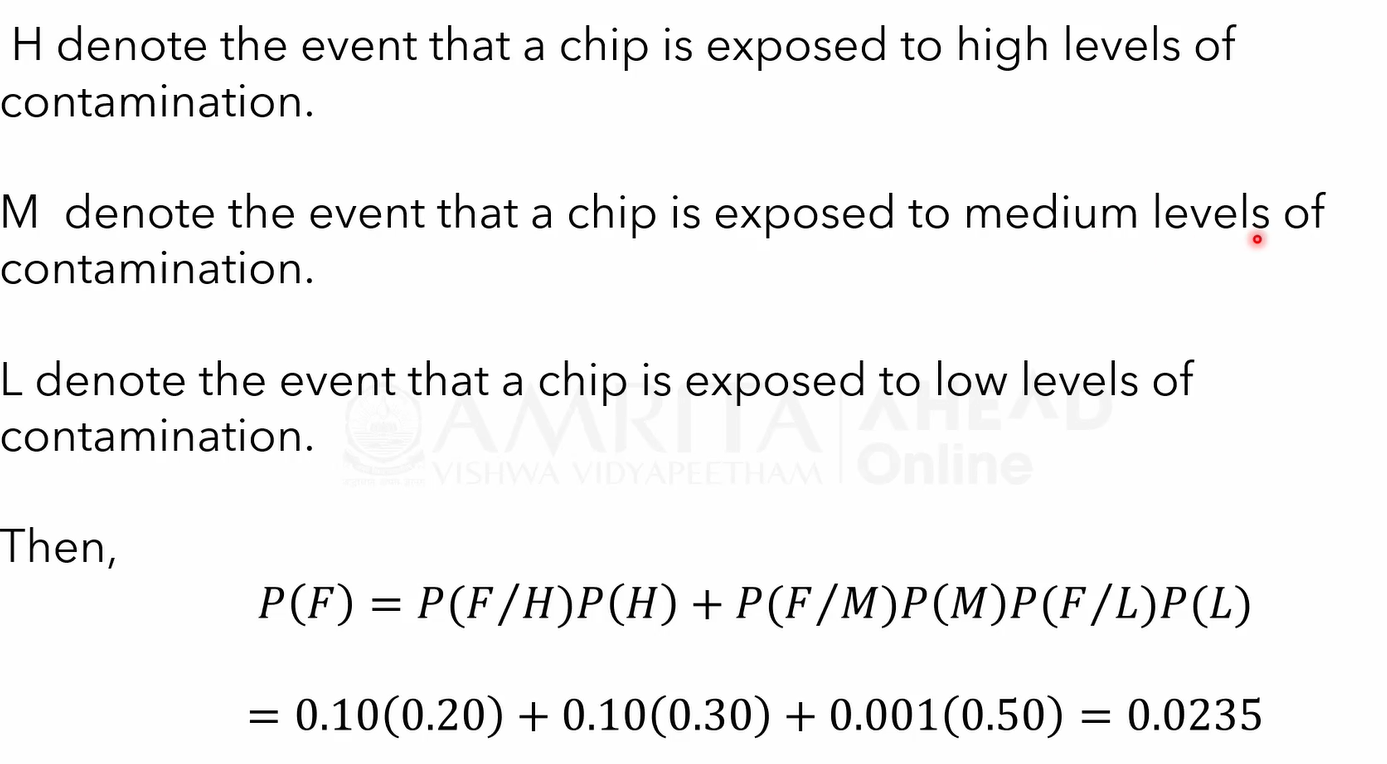 H denote the event that a chip is exposed to high levels of
contamination.
M denote the event that a chip is exposed to medium levels of
contamination.
L denote the event that a chip is exposed to low levels of
contamination.
AMRITA AHEAD
VISHWA VIDYAPEETHAM Online
Then,
P(F) = P(F/H)P(H) + P(F/M)P(M)P(F/L)P(L)
= 0.10(0.20) + 0.10(0.30) + 0.001(0.50) = 0.0235